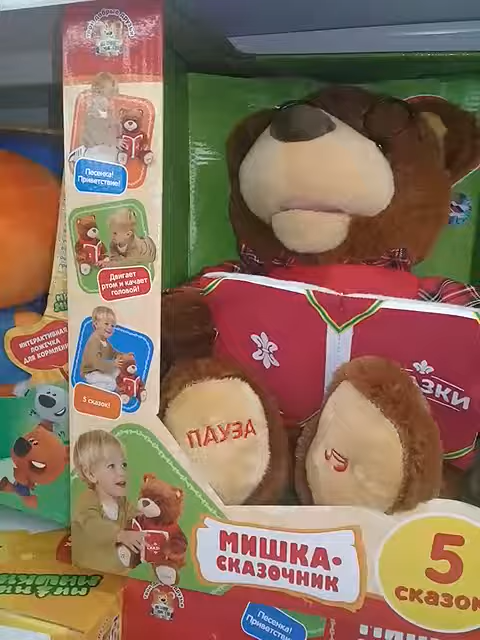 Песенка!
Приветствие!
Двигает
ртом и качает
головой!
5 сказок!
ИНТЕРАКТИВНАЯ
ЛОЖЕЧКА
ДЛЯ КОРМЛЕНИЯ
ПАУЗА
МИШКА-
СКАЗОЧНИК
5
сказок
Песенка!
Приветствие!